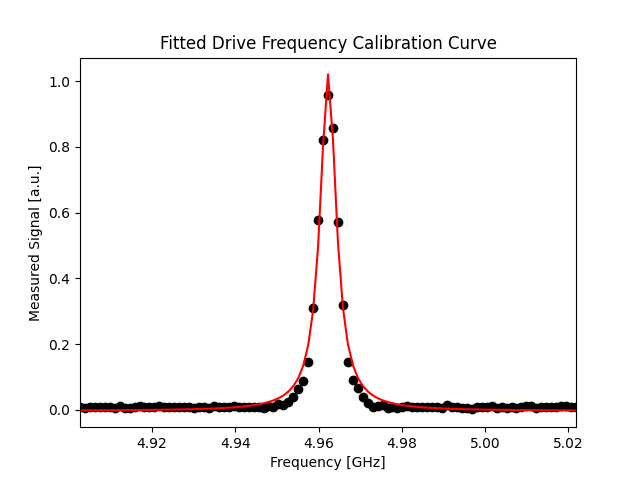 Fitted Drive Frequency Calibration Curve
Measured Signal [a.u.]
1.0
0.8
0.6
0.4
0.2
0.0
4.92 4.94 4.96 4.98 5.00 5.02
Frequency [GHz]